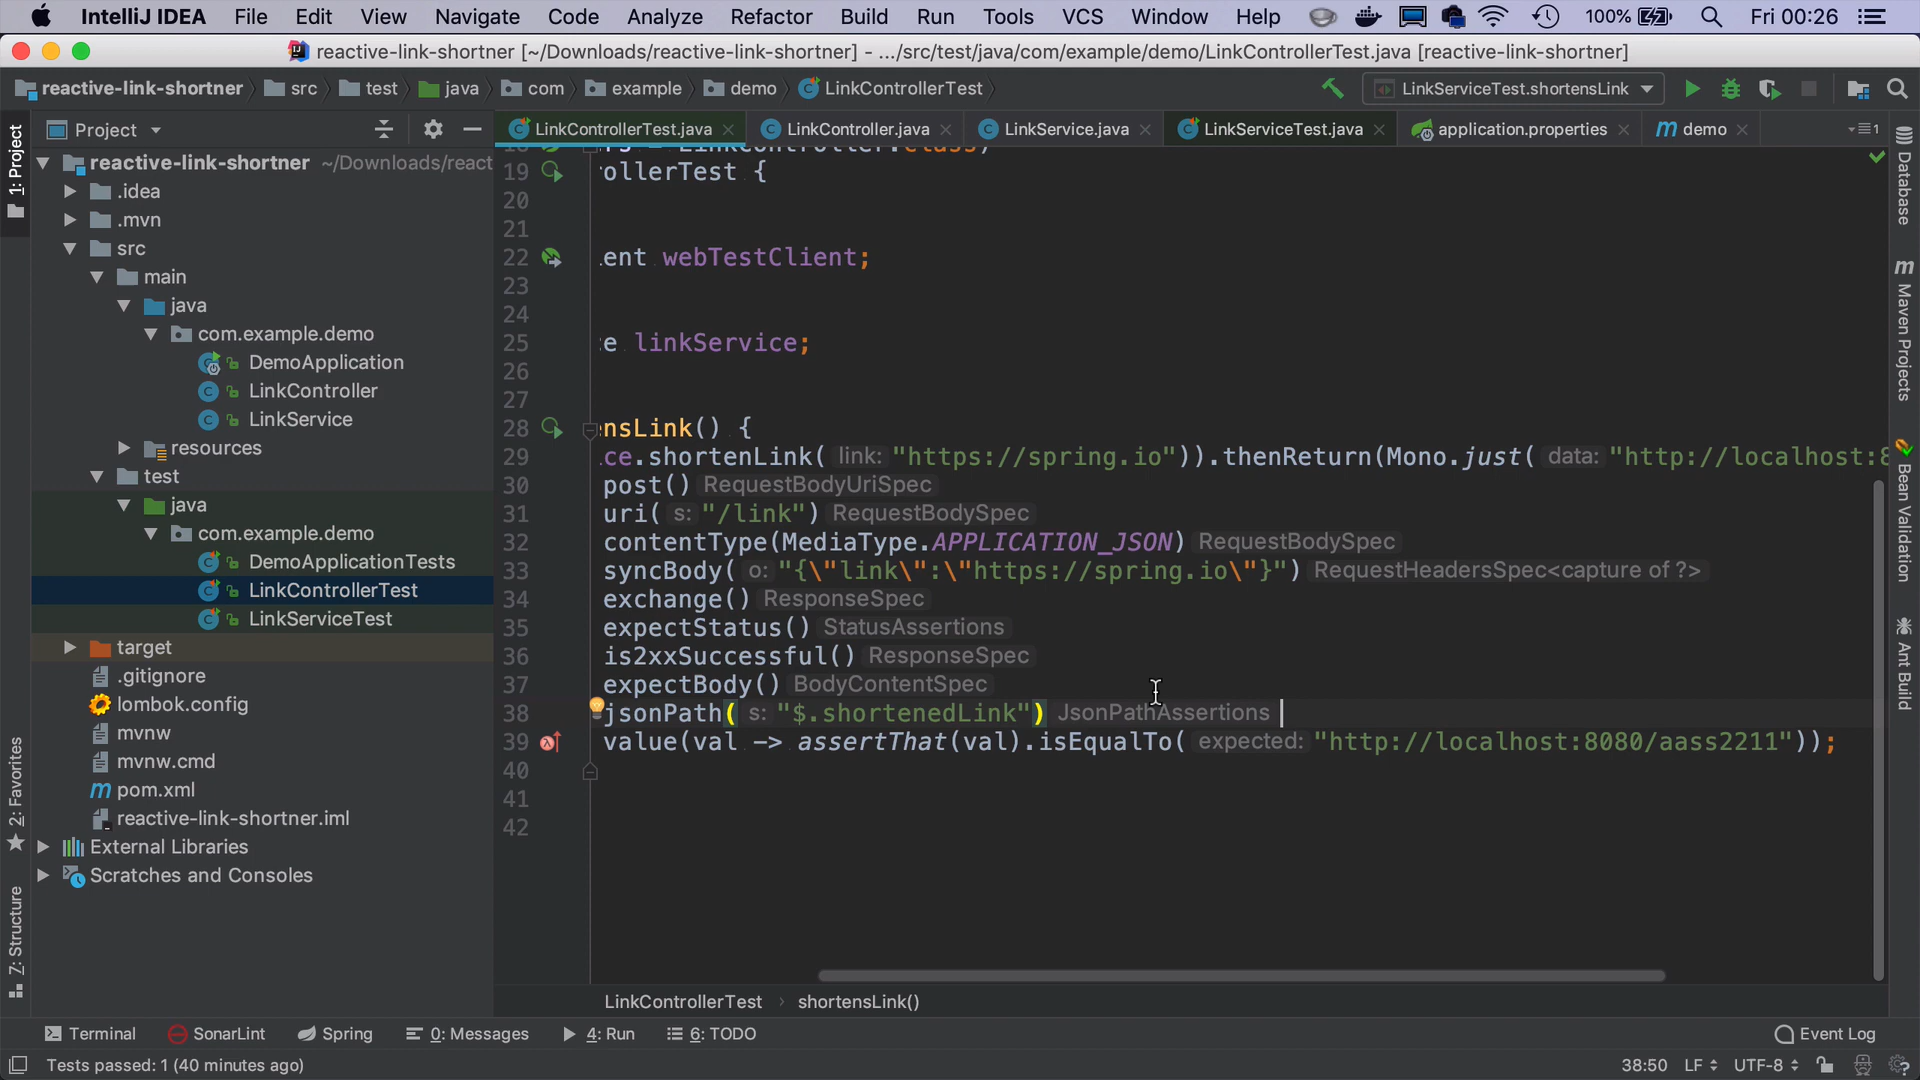 IntelliJ IDEA File Edit View Navigate Code Analyze Refactor Build Run Tools VCS Window Help 100% Fri 00:26
reactive-link-shortner [~/Downloads/reactive-link-shortner] - .../src/test/java/com/example/demo/LinkControllerTest.java [reactive-link-shortner]
reactive-link-shortner src test java com example demo LinkControllerTest LinkServiceTest.shortensLink
Project LinkControllerTest.java LinkController.java LinkService.java LinkServiceTest.java application.properties demo
reactive-link-shortner ~/Downloads/react
.idea
.mvn
src
main
java
com.example.demo
DemoApplication
LinkController
LinkService
resources
test
java
com.example.demo
DemoApplicationTests
LinkControllerTest
LinkServiceTest
target
.gitignore
lombok.config
mvnw
mvnw.cmd
pom.xml
reactive-link-shortner.iml
External Libraries
Scratches and Consoles
1: Project
2: Favorites
Z: Structure
18 LinkController.class)
19 ollerTest {
20
21
22 ent webTestClient;
23
24
25 e linkService;
26
27
28 nsLink() {
29 ce.shortenLink( link: "https://spring.io")).thenReturn(Mono.just( data: "http://localhost:8
30 post() RequestBodyUriSpec
31 uri( s: "/link") RequestBodySpec
32 contentType(MediaType.APPLICATION_JSON) RequestBodySpec
33 syncBody( o: "{\"link\":\"https://spring.io\"}") RequestHeadersSpec<capture of ?>
34 exchange() ResponseSpec
35 expectStatus() StatusAssertions
36 is2xxSuccessful() ResponseSpec
37 expectBody() BodyContentSpec
38 jsonPath( s: "$.shortenedLink") JsonPathAssertions
39 value(val -> assertThat(val).isEqualTo( expected: "http://localhost:8080/aass2211"));
40
41
42
Database
Maven Projects
Bean Validation
Ant Build
LinkControllerTest shortensLink()
Terminal SonarLint Spring 0: Messages 4: Run 6: TODO Event Log
Tests passed: 1 (40 minutes ago) 38:50 LF UTF-8